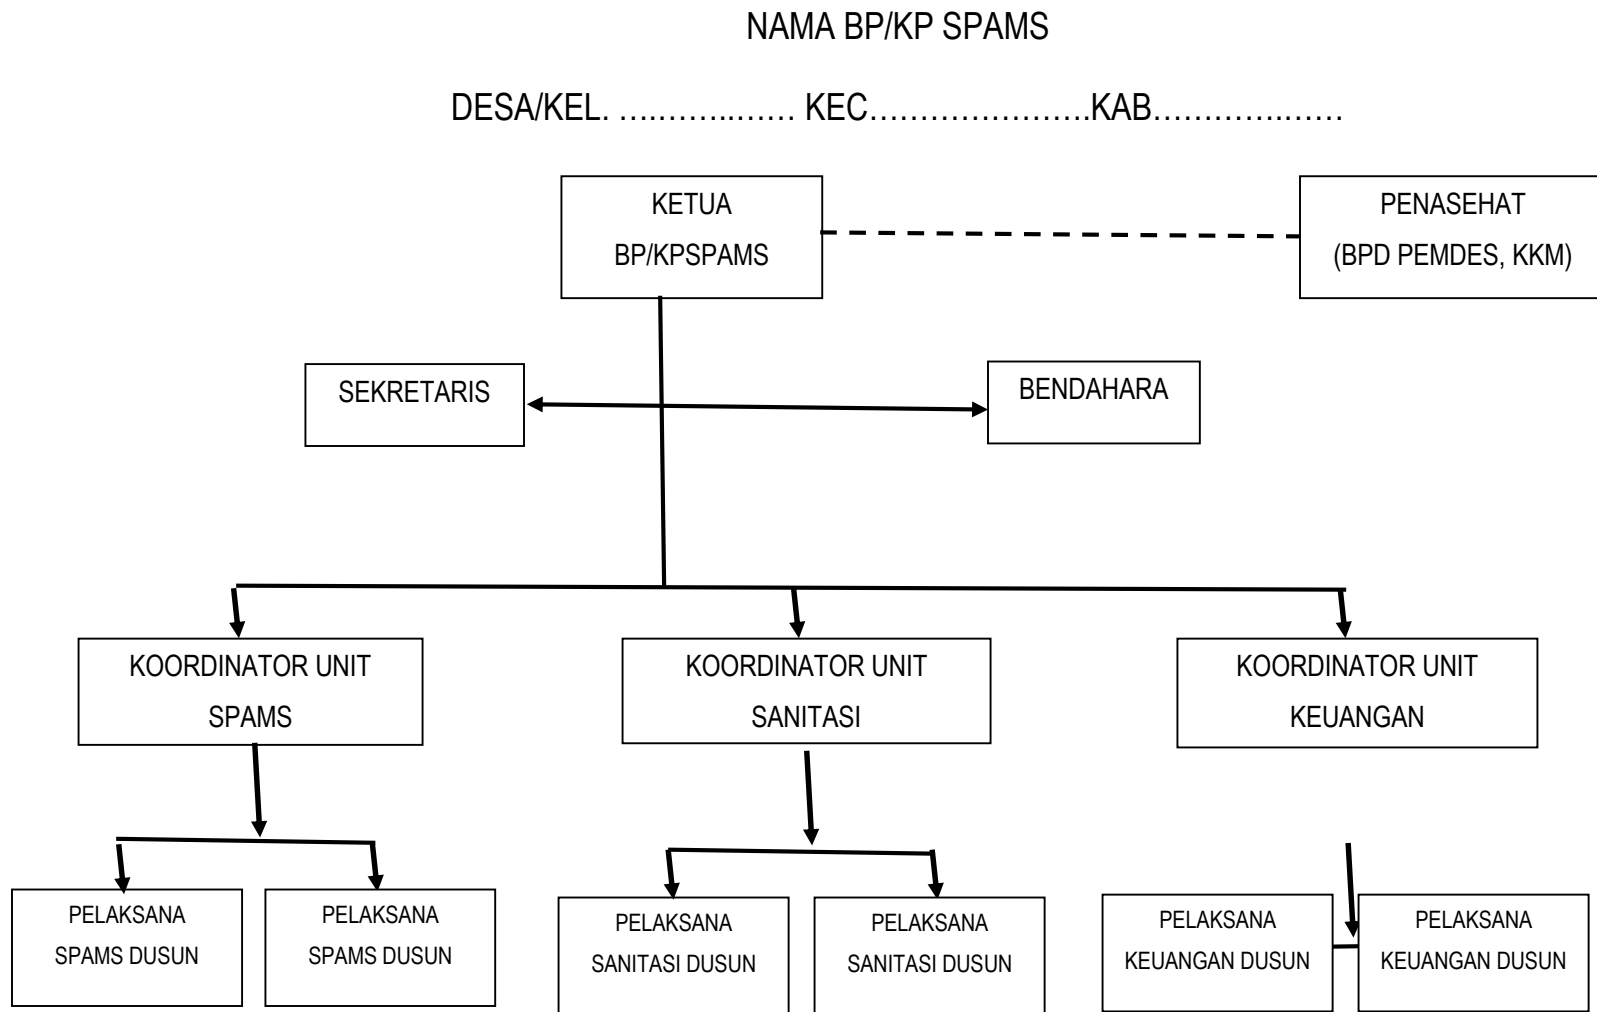 NAMA BP/KP SPAMS
DESA/KEL. ................... KEC......................KAB...................
KETUA
BP/KPSPAMS
PENASEHAT
(BPD PEMDES, KKM)
SEKRETARIS
BENDAHARA
KOORDINATOR UNIT
SPAMS
KOORDINATOR UNIT
SANITASI
KOORDINATOR UNIT
KEUANGAN
PELAKSANA
SPAMS DUSUN
PELAKSANA
SPAMS DUSUN
PELAKSANA
SANITASI DUSUN
PELAKSANA
SANITASI DUSUN
PELAKSANA
KEUANGAN DUSUN
PELAKSANA
KEUANGAN DUSUN